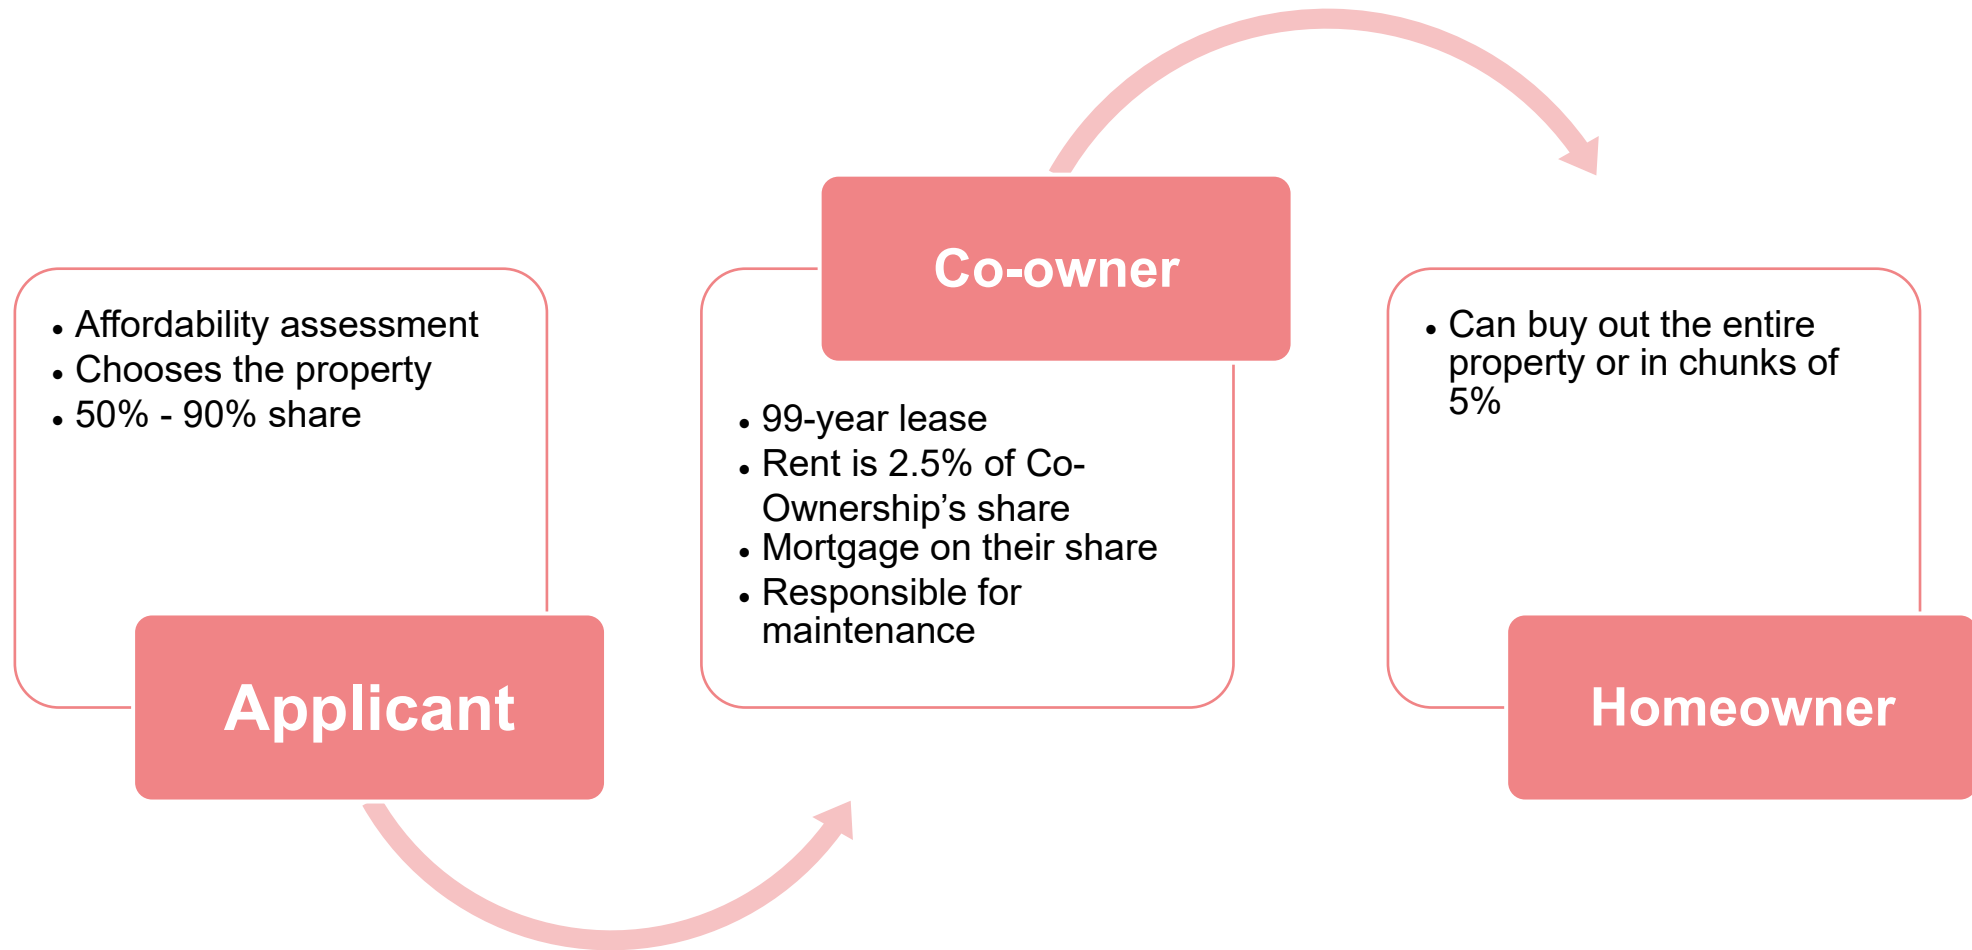 • Affordability assessment
• Chooses the property
• 50% - 90% share
Applicant
Co-owner
• 99-year lease
• Rent is 2.5% of Co-
Ownership’s share
• Mortgage on their share
• Responsible for
maintenance
• Can buy out the entire
property or in chunks of
5%
Homeowner